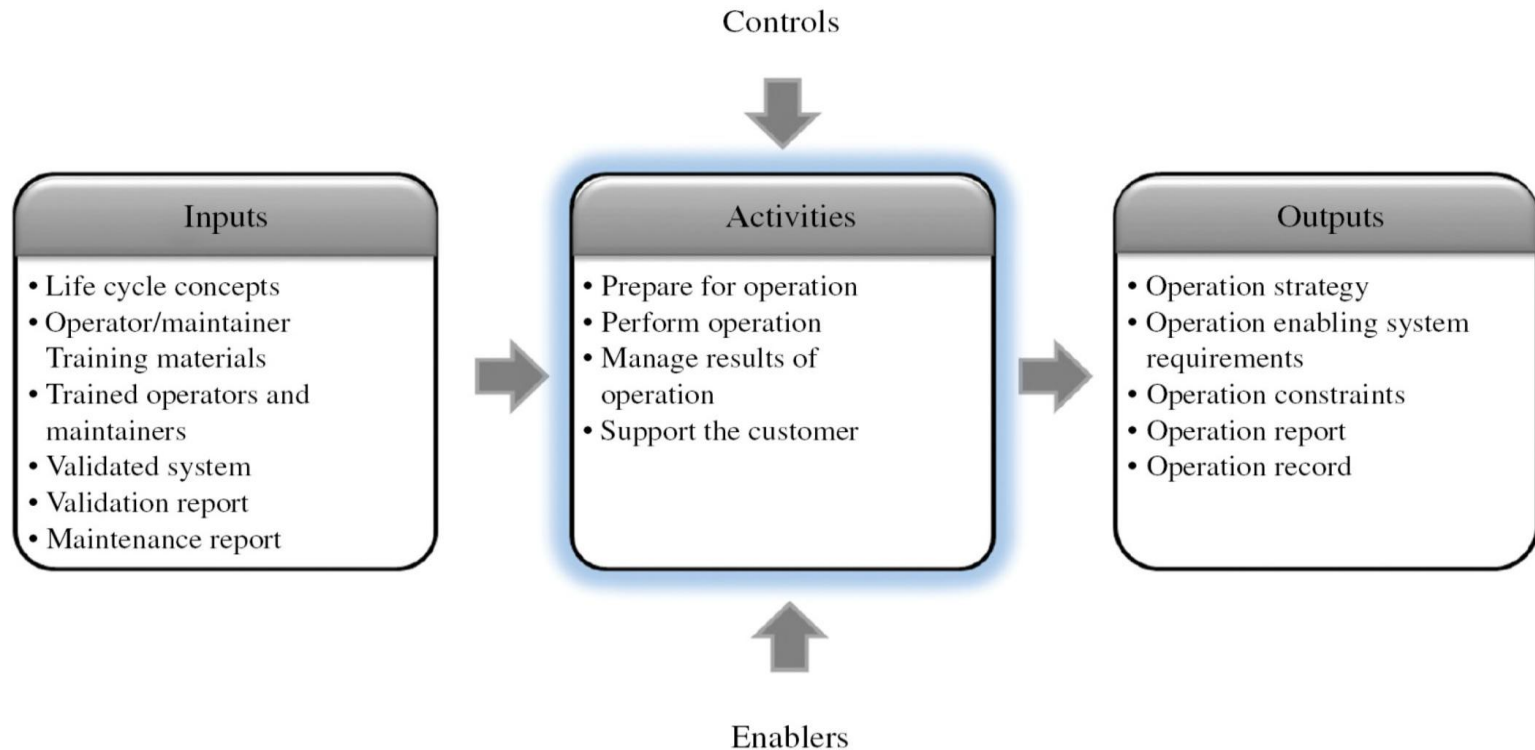 Controls
Inputs
• Life cycle concepts
• Operator/maintainer
Training materials
• Trained operators and
maintainers
• Validated system
• Validation report
• Maintenance report
Activities
• Prepare for operation
• Perform operation
• Manage results of
operation
• Support the customer
Outputs
• Operation strategy
• Operation enabling system
requirements
• Operation constraints
• Operation report
• Operation record
Enablers